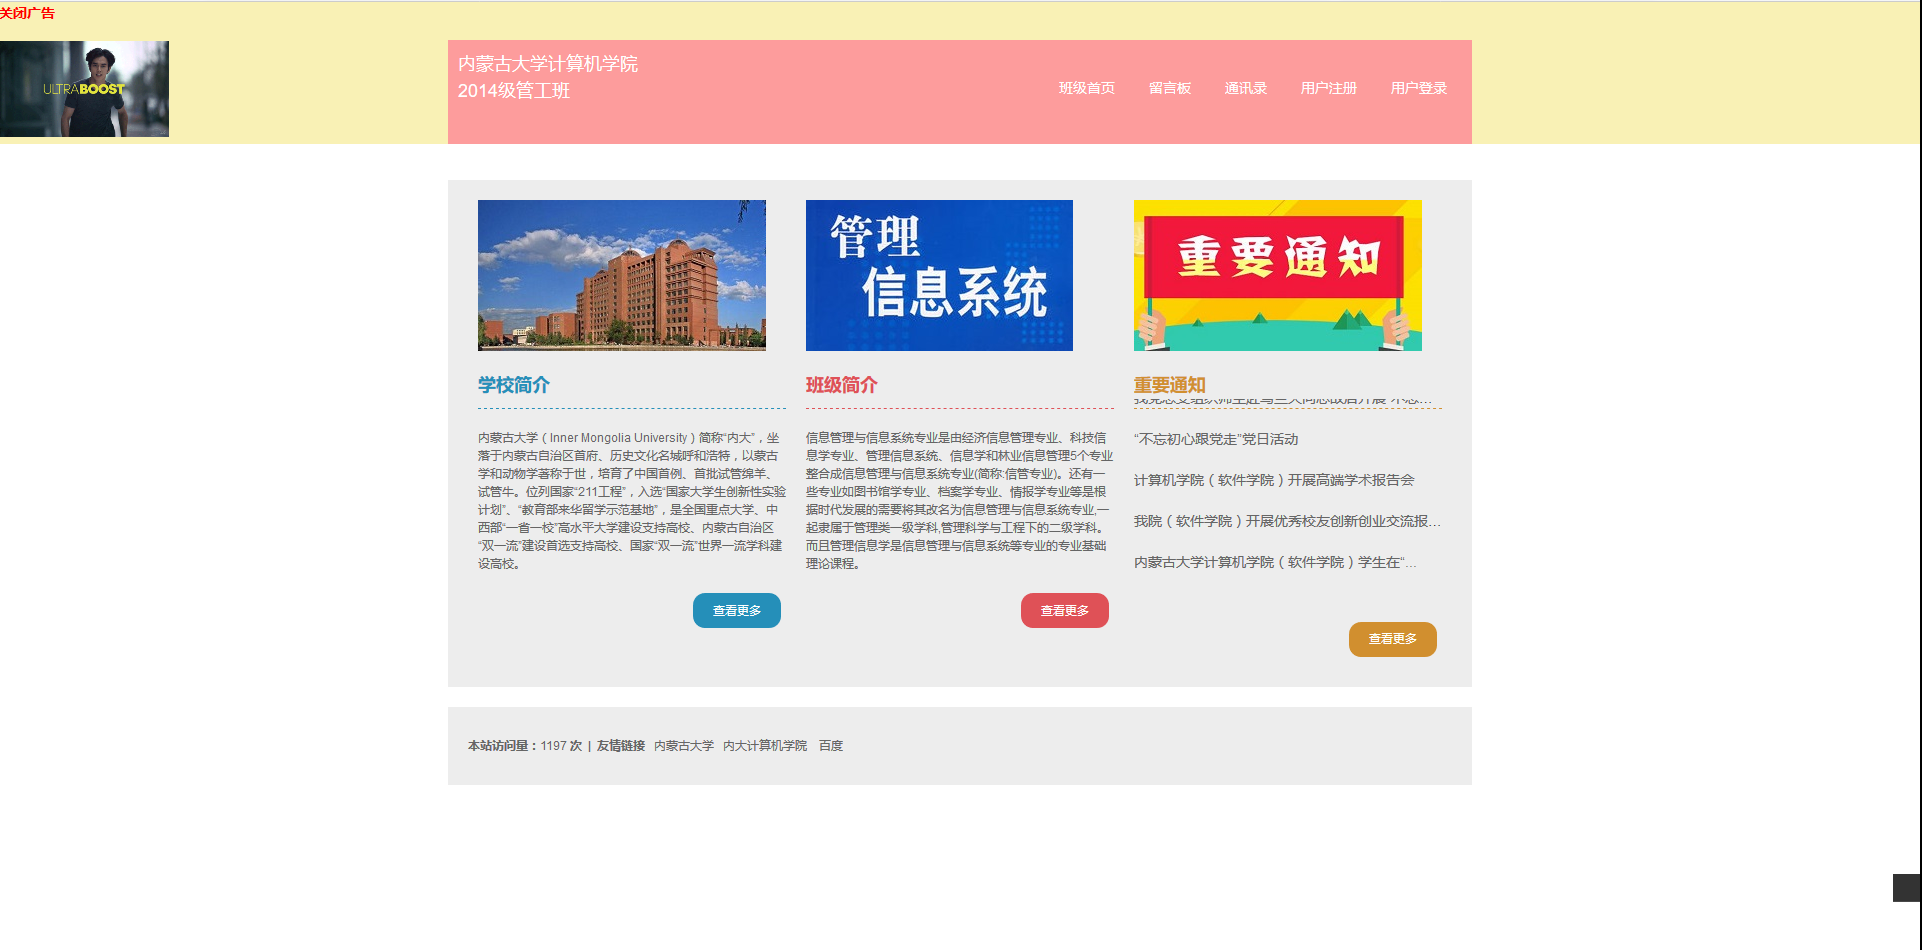 关闭广告
ULTRABOOST
内蒙古大学计算机学院
2014级管工班
班级首页 留言板 通讯录 用户注册 用户登录
管理
信息系统
重要通知
学校简介
内蒙古大学（Inner Mongolia University）简称“内大”，坐
落于内蒙古自治区首府、历史文化名城呼和浩特，以蒙古
学和动物学著称于世，培育了中国首例、首批试管绵羊、
试管牛。位列国家“211工程”，入选“国家大学生创新性实验
计划”、“教育部来华留学示范基地”，是全国重点大学、中
西部“一省一校”高水平大学建设支持高校、内蒙古自治区
“双一流”建设首选支持高校、国家“双一流”世界一流学科建
设高校。
查看更多
班级简介
信息管理与信息系统专业是由经济信息管理专业、科技信
息学专业、管理信息系统、信息学和林业信息管理5个专业
整合成信息管理与信息系统专业(简称:信管专业)。还有一
些专业如图书馆学专业、档案学专业、情报学专业等是根
据时代发展的需要将其改名为信息管理与信息系统专业,一
起隶属于管理类一级学科,管理科学与工程下的二级学科。
而且管理信息学是信息管理与信息系统等专业的专业基础
理论课程。
查看更多
重要通知
“不忘初心跟党走”党日活动
计算机学院（软件学院）开展高端学术报告会
我院（软件学院）开展优秀校友创新创业交流报...
内蒙古大学计算机学院（软件学院）学生在“...
查看更多
本站访问量：1197 次 | 友情链接 内蒙古大学 内大计算机学院 百度